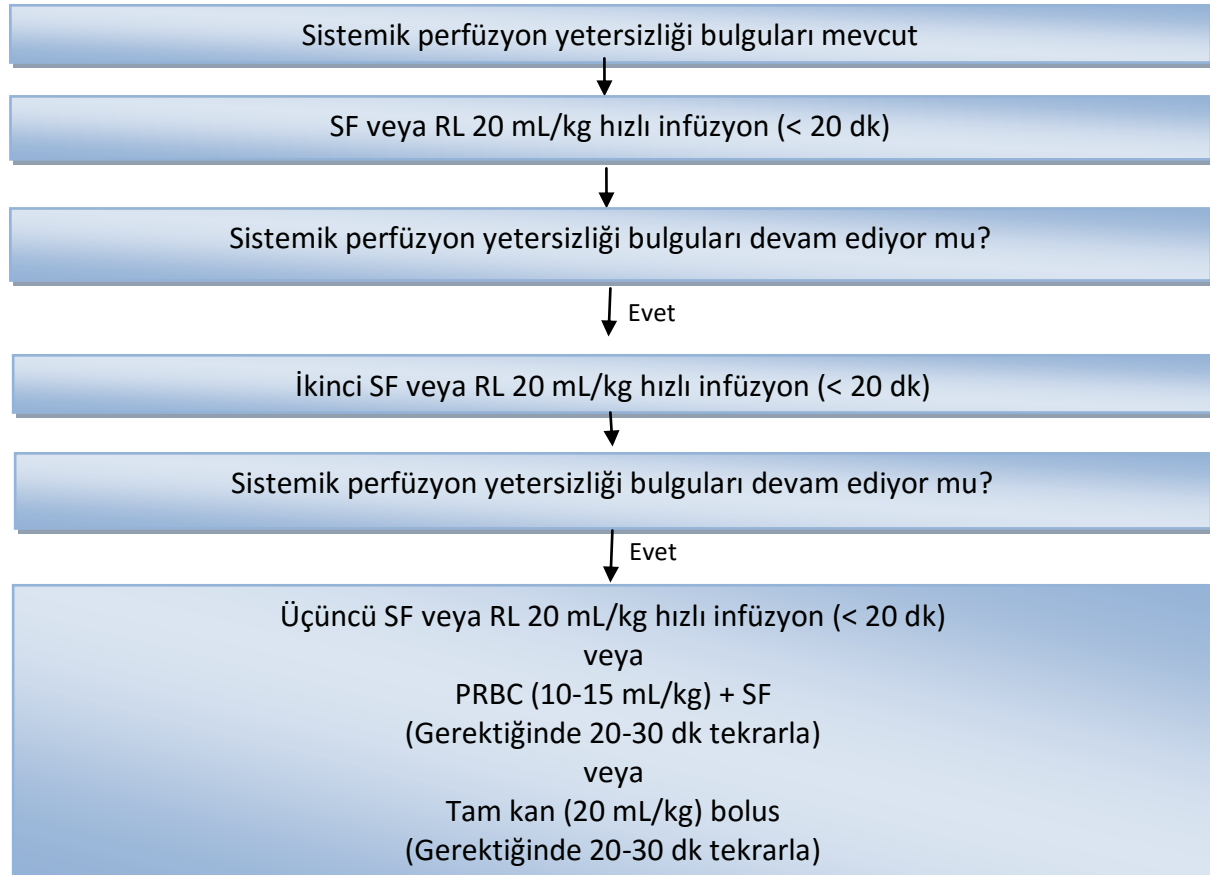 Sistemik perfüzyon yetersizliği bulguları mevcut
SF veya RL 20 mL/kg hızlı infüzyon (< 20 dk)
Sistemik perfüzyon yetersizliği bulguları devam ediyor mu?
Evet
İkinci SF veya RL 20 mL/kg hızlı infüzyon (< 20 dk)
Sistemik perfüzyon yetersizliği bulguları devam ediyor mu?
Evet
Üçüncü SF veya RL 20 mL/kg hızlı infüzyon (< 20 dk)
veya
PRBC (10-15 mL/kg) + SF
(Gerektiğinde 20-30 dk tekrarla)
veya
Tam kan (20 mL/kg) bolus
(Gerektiğinde 20-30 dk tekrarla)